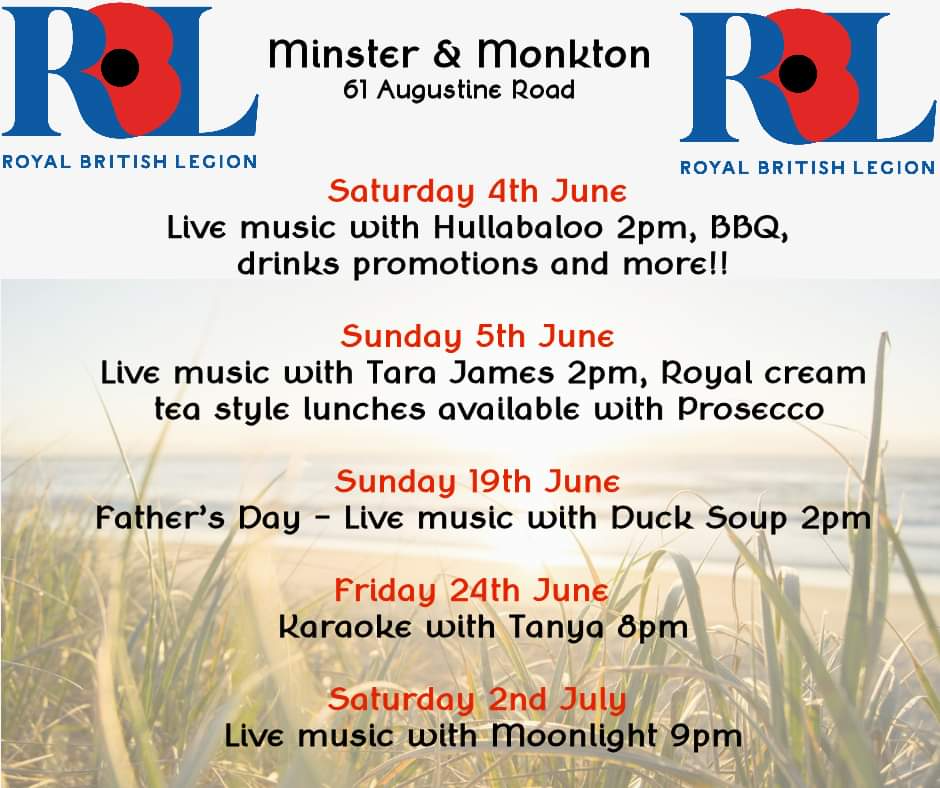 RBL
ROYAL BRITISH LEGION
Minster & Monkton
61 Augustine Road
RBL
ROYAL BRITISH LEGION
Saturday 4th June
Live music with Hullabaloo 2pm, BBQ,
drinks promotions and more!!
Sunday 5th June
Live music with Tara James 2pm, Royal cream
tea style lunches available with Prosecco
Sunday 19th June
Father's Day – Live music with Duck Soup 2pm
Friday 24th June
Karaoke with Tanya 8pm
Saturday 2nd July
Live music with Moonlight 9pm